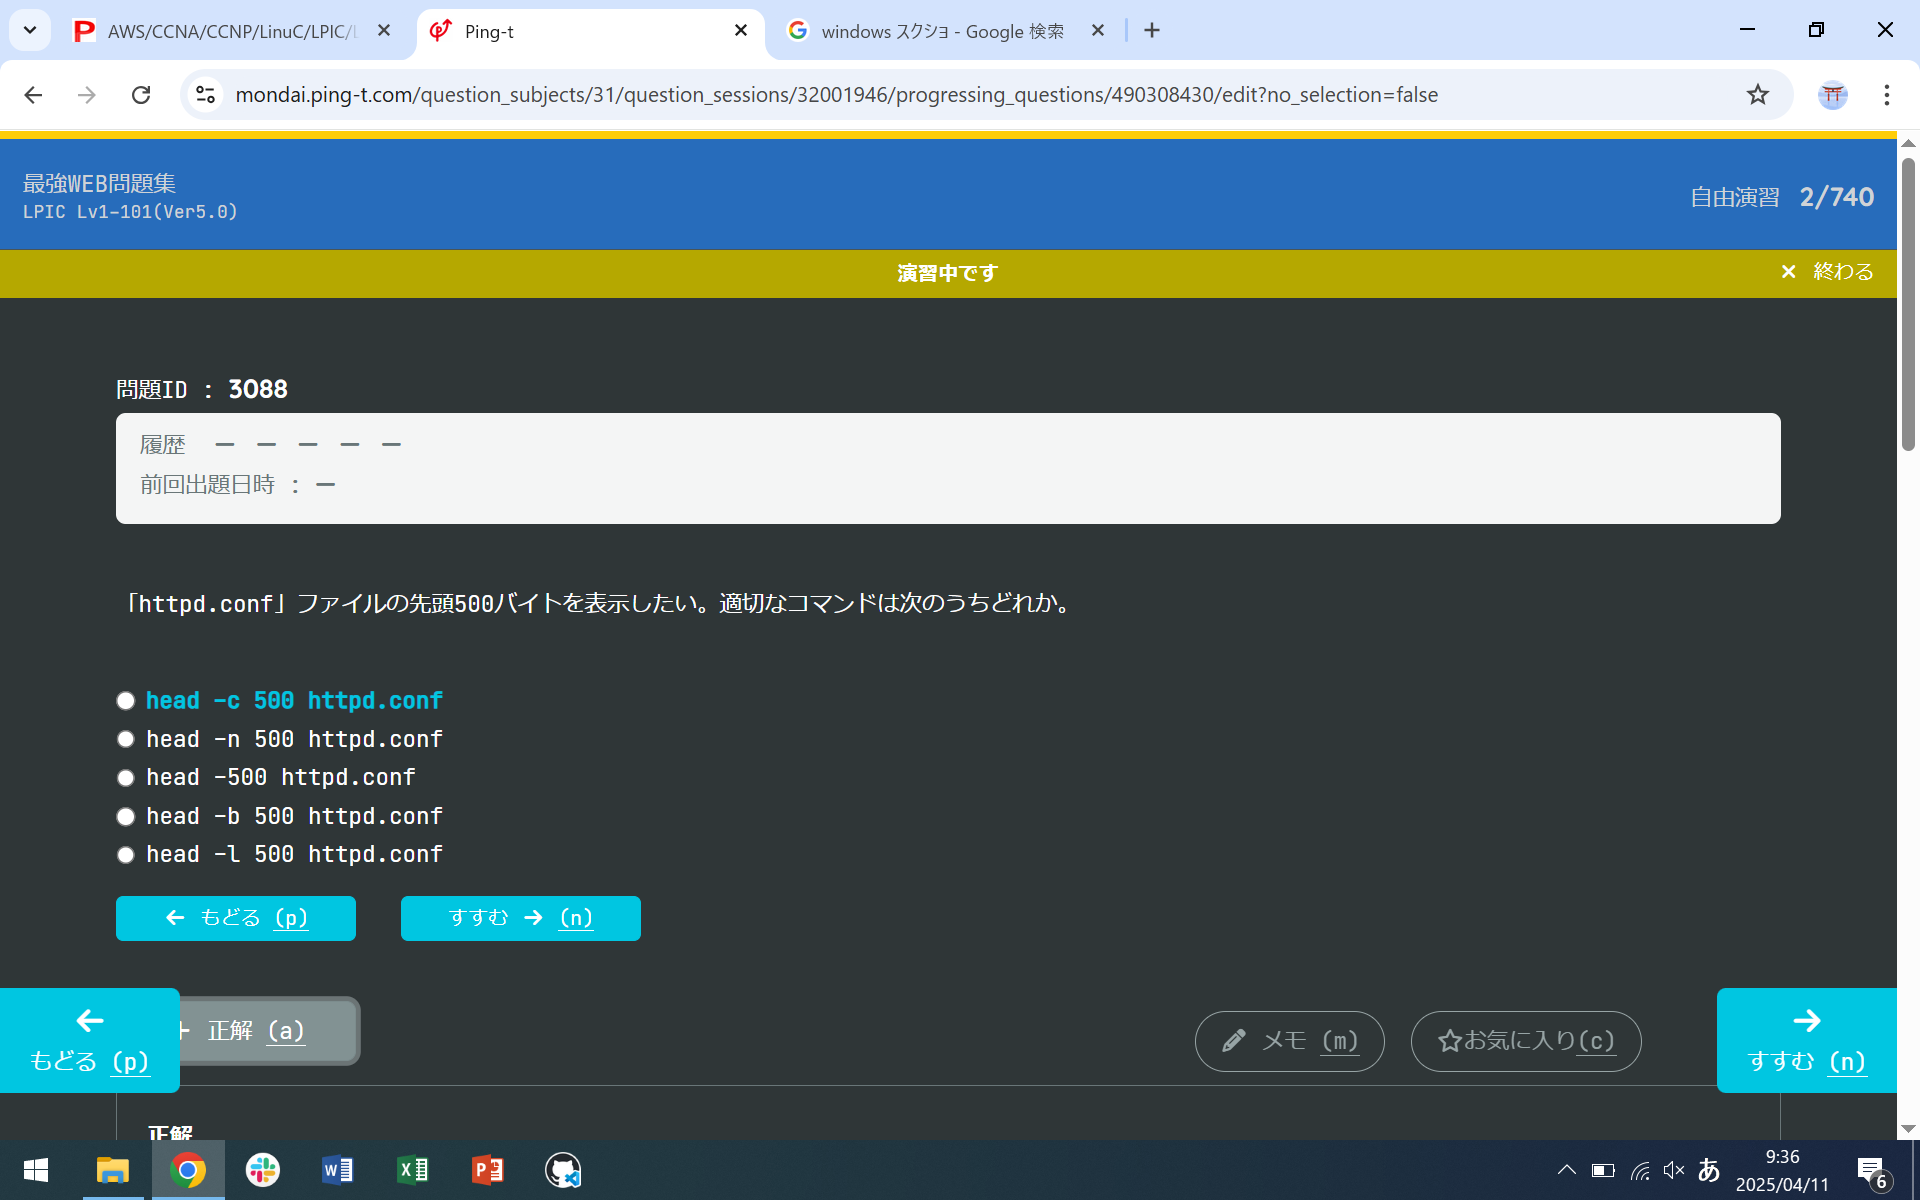 AWS/CCNA/CCNP/LinuC/LPIC/
Ping-t
windows スクショ - Google 検索
mondai.ping-t.com/question_subjects/31/question_sessions/32001946/progressing_questions/490308430/edit?no_selection=false
最強WEB問題集
LPIC Lv1-101(Ver5.0)
自由演習 2/740
演習中です
× 終わる
問題ID : 3088
履歴 － － － － －
前回出題日時 : －
「httpd.conf」ファイルの先頭500バイトを表示したい。適切なコマンドは次のうちどれか。
head -c 500 httpd.conf
head -n 500 httpd.conf
head -500 httpd.conf
head -b 500 httpd.conf
head -l 500 httpd.conf
← もどる (p)
すすむ → (n)
← もどる (p)
+ 正解 (a)
メモ (m)
☆お気に入り(c)
→ すすむ (n)
正解
あ
9:36
2025/04/11
6